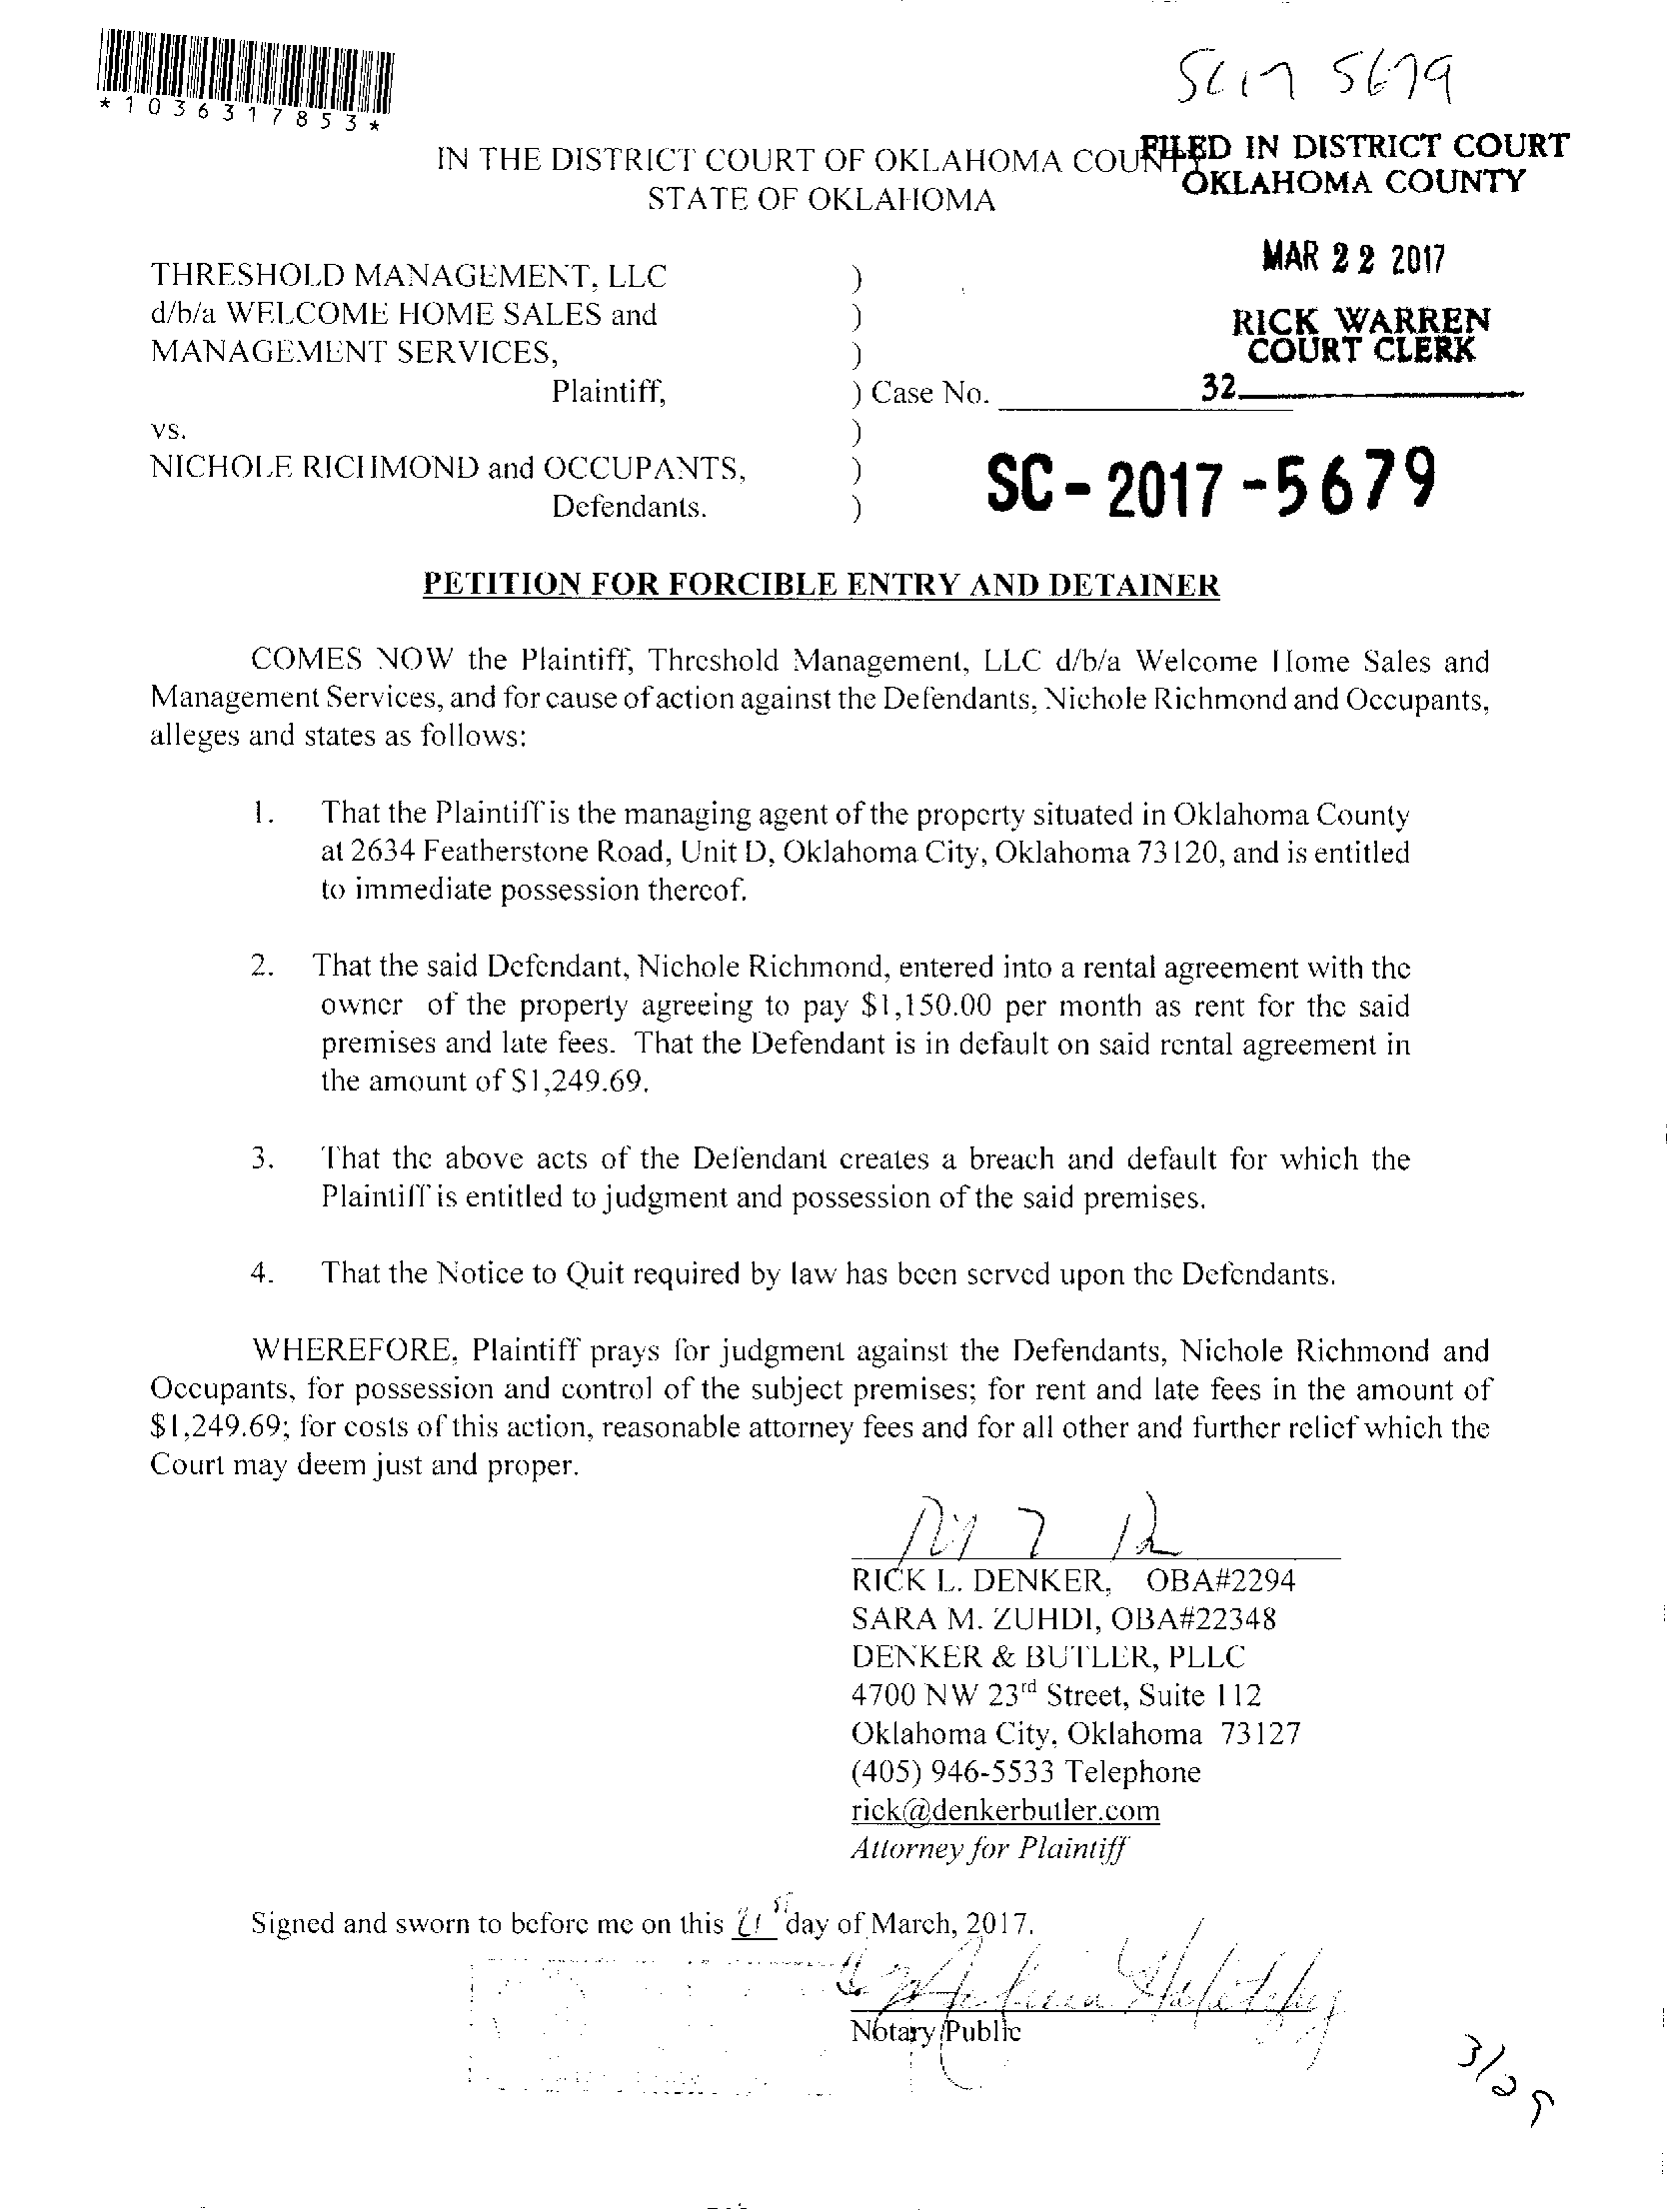 *1036317853*
SC17 5679
IN THE DISTRICT COURT OF OKLAHOMA COUNTY
STATE OF OKLAHOMA
FILED IN DISTRICT COURT
OKLAHOMA COUNTY
MAR 22 2017
RICK WARREN
COURT CLERK
32
THRESHOLD MANAGEMENT, LLC )
d/b/a WELCOME HOME SALES and )
MANAGEMENT SERVICES, )
Plaintiff, ) Case No.
vs. )
NICHOLE RICHMOND and OCCUPANTS, )
Defendants. )
SC-2017-5679
PETITION FOR FORCIBLE ENTRY AND DETAINER
COMES NOW the Plaintiff, Threshold Management, LLC d/b/a Welcome Home Sales and
Management Services, and for cause of action against the Defendants, Nichole Richmond and Occupants,
alleges and states as follows:
1. That the Plaintiff is the managing agent of the property situated in Oklahoma County
at 2634 Featherstone Road, Unit D, Oklahoma City, Oklahoma 73120, and is entitled
to immediate possession thereof.
2. That the said Defendant, Nichole Richmond, entered into a rental agreement with the
owner of the property agreeing to pay $1,150.00 per month as rent for the said
premises and late fees. That the Defendant is in default on said rental agreement in
the amount of $1,249.69.
3. That the above acts of the Defendant creates a breach and default for which the
Plaintiff is entitled to judgment and possession of the said premises.
4. That the Notice to Quit required by law has been served upon the Defendants.
WHEREFORE, Plaintiff prays for judgment against the Defendants, Nichole Richmond and
Occupants, for possession and control of the subject premises; for rent and late fees in the amount of
$1,249.69; for costs of this action, reasonable attorney fees and for all other and further relief which the
Court may deem just and proper.
RICK L. DENKER, OBA#2294
SARA M. ZUHDI, OBA#22348
DENKER & BUTLER, PLLC
4700 NW 23rd Street, Suite 112
Oklahoma City, Oklahoma 73127
(405) 946-5533 Telephone
rick@denkerbutler.com
Attorney for Plaintiff
Signed and sworn to before me on this 21st day of March, 2017.
Notary Public